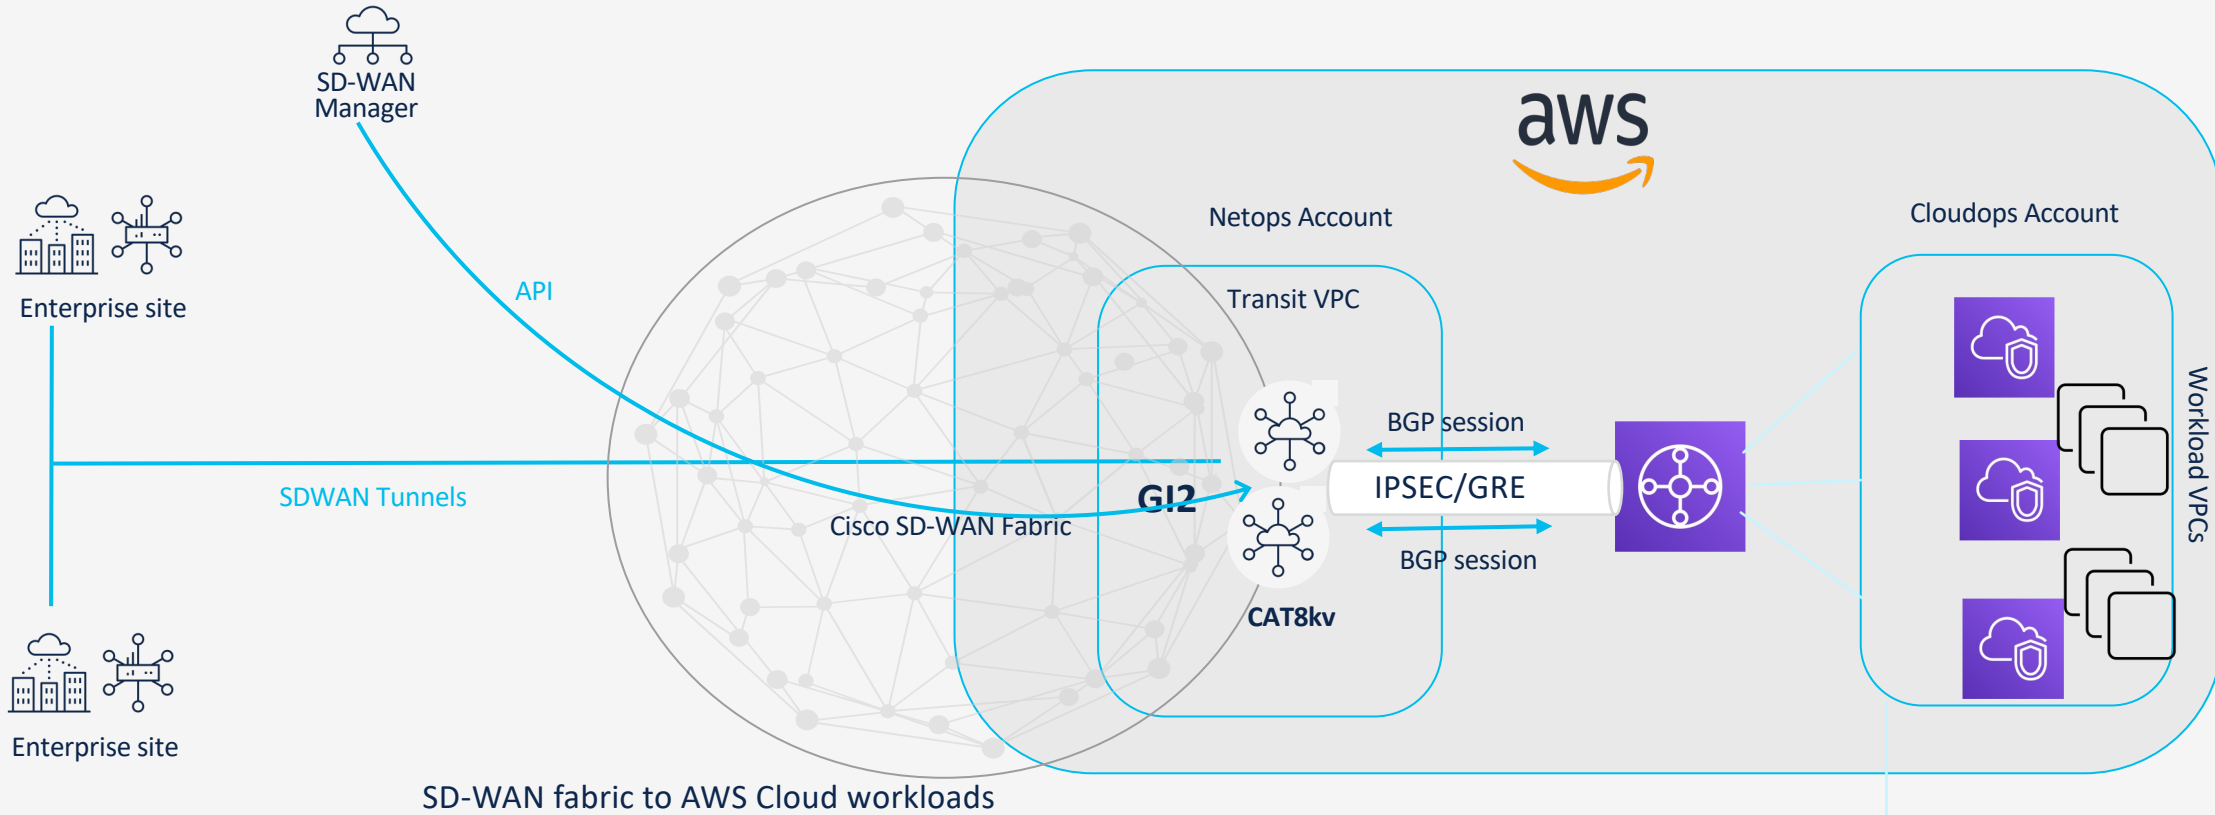 SD-WAN
Manager
aws
Netops Account
Cloudops Account
API
Enterprise site
Transit VPC
BGP session
Workload VPCs
SDWAN Tunnels
GI2
IPSEC/GRE
Cisco SD-WAN Fabric
BGP session
CAT8kv
Enterprise site
SD-WAN fabric to AWS Cloud workloads